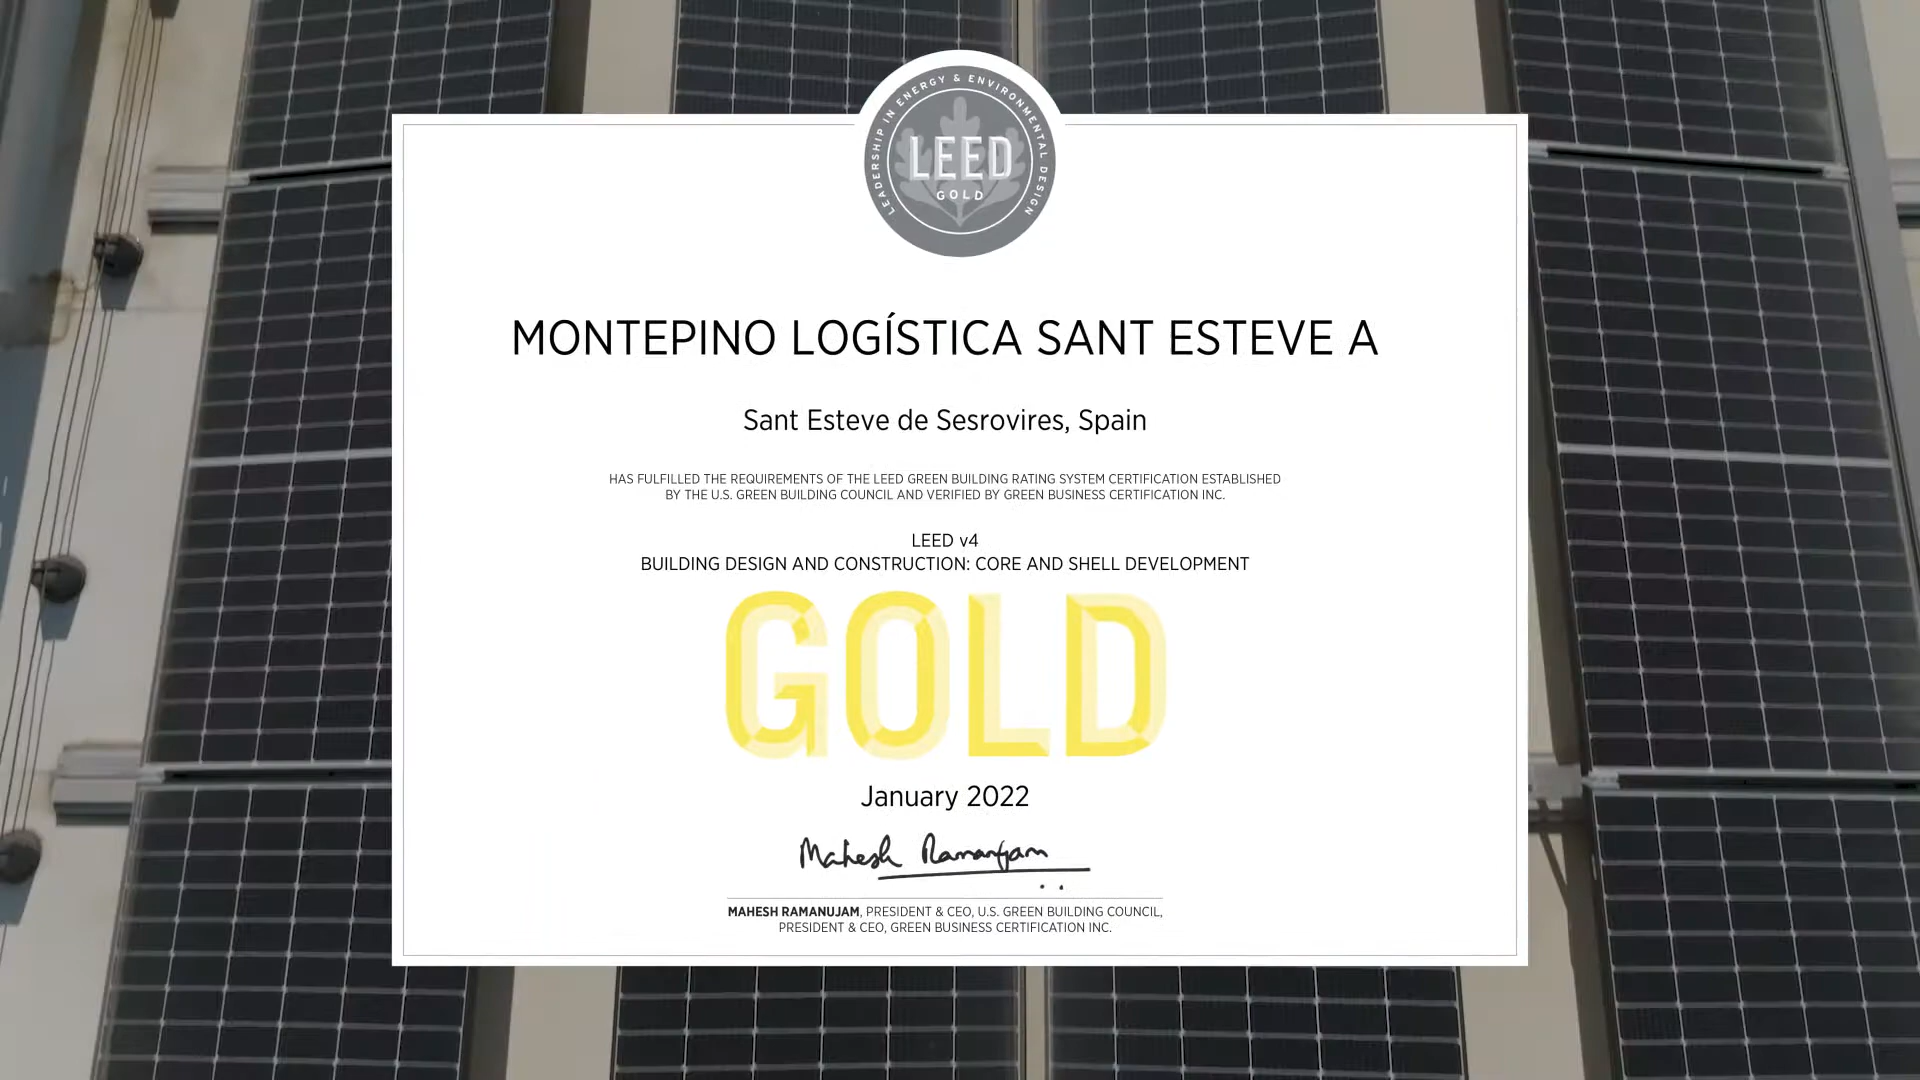 LEADERSHIP IN ENERGY & ENVIRONMENTAL DESIGN
LEED
GOLD
MONTEPINO LOGÍSTICA SANT ESTEVE A
Sant Esteve de Sesrovires, Spain
HAS FULFILLED THE REQUIREMENTS OF THE LEED GREEN BUILDING RATING SYSTEM CERTIFICATION ESTABLISHED
BY THE U.S. GREEN BUILDING COUNCIL AND VERIFIED BY GREEN BUSINESS CERTIFICATION INC.
LEED v4
BUILDING DESIGN AND CONSTRUCTION: CORE AND SHELL DEVELOPMENT
GOLD
January 2022
Mahesh Ramanujam
MAHESH RAMANUJAM, PRESIDENT & CEO, U.S. GREEN BUILDING COUNCIL,
PRESIDENT & CEO, GREEN BUSINESS CERTIFICATION INC.